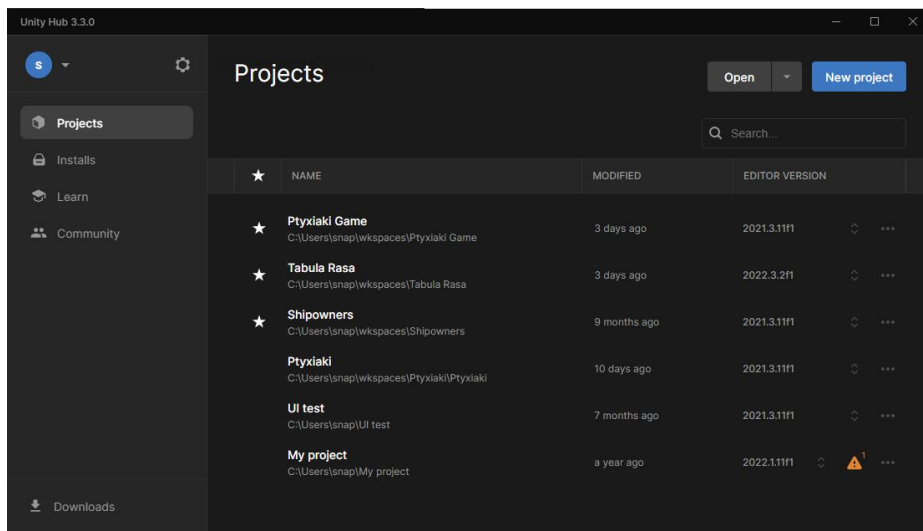 Unity Hub 3.3.0
S
Projects
Open
New project
Projects
Search...
Installs
NAME
MODIFIED
EDITOR VERSION
Learn
Community
Ptyxiaki Game
C:\Users\snap\wkspaces\Ptyxiaki Game
3 days ago
2021.3.11f1
Tabula Rasa
C:\Users\snap\wkspaces\Tabula Rasa
3 days ago
2022.3.2f1
Shipowners
C:\Users\snap\wkspaces\Shipowners
9 months ago
2021.3.11f1
Ptyxiaki
C:\Users\snap\wkspaces\Ptyxiaki\Ptyxiaki
10 days ago
2021.3.11f1
UI test
C:\Users\snap\UI test
7 months ago
2021.3.11f1
My project
C:\Users\snap\My project
a year ago
2022.1.11f1
1
Downloads